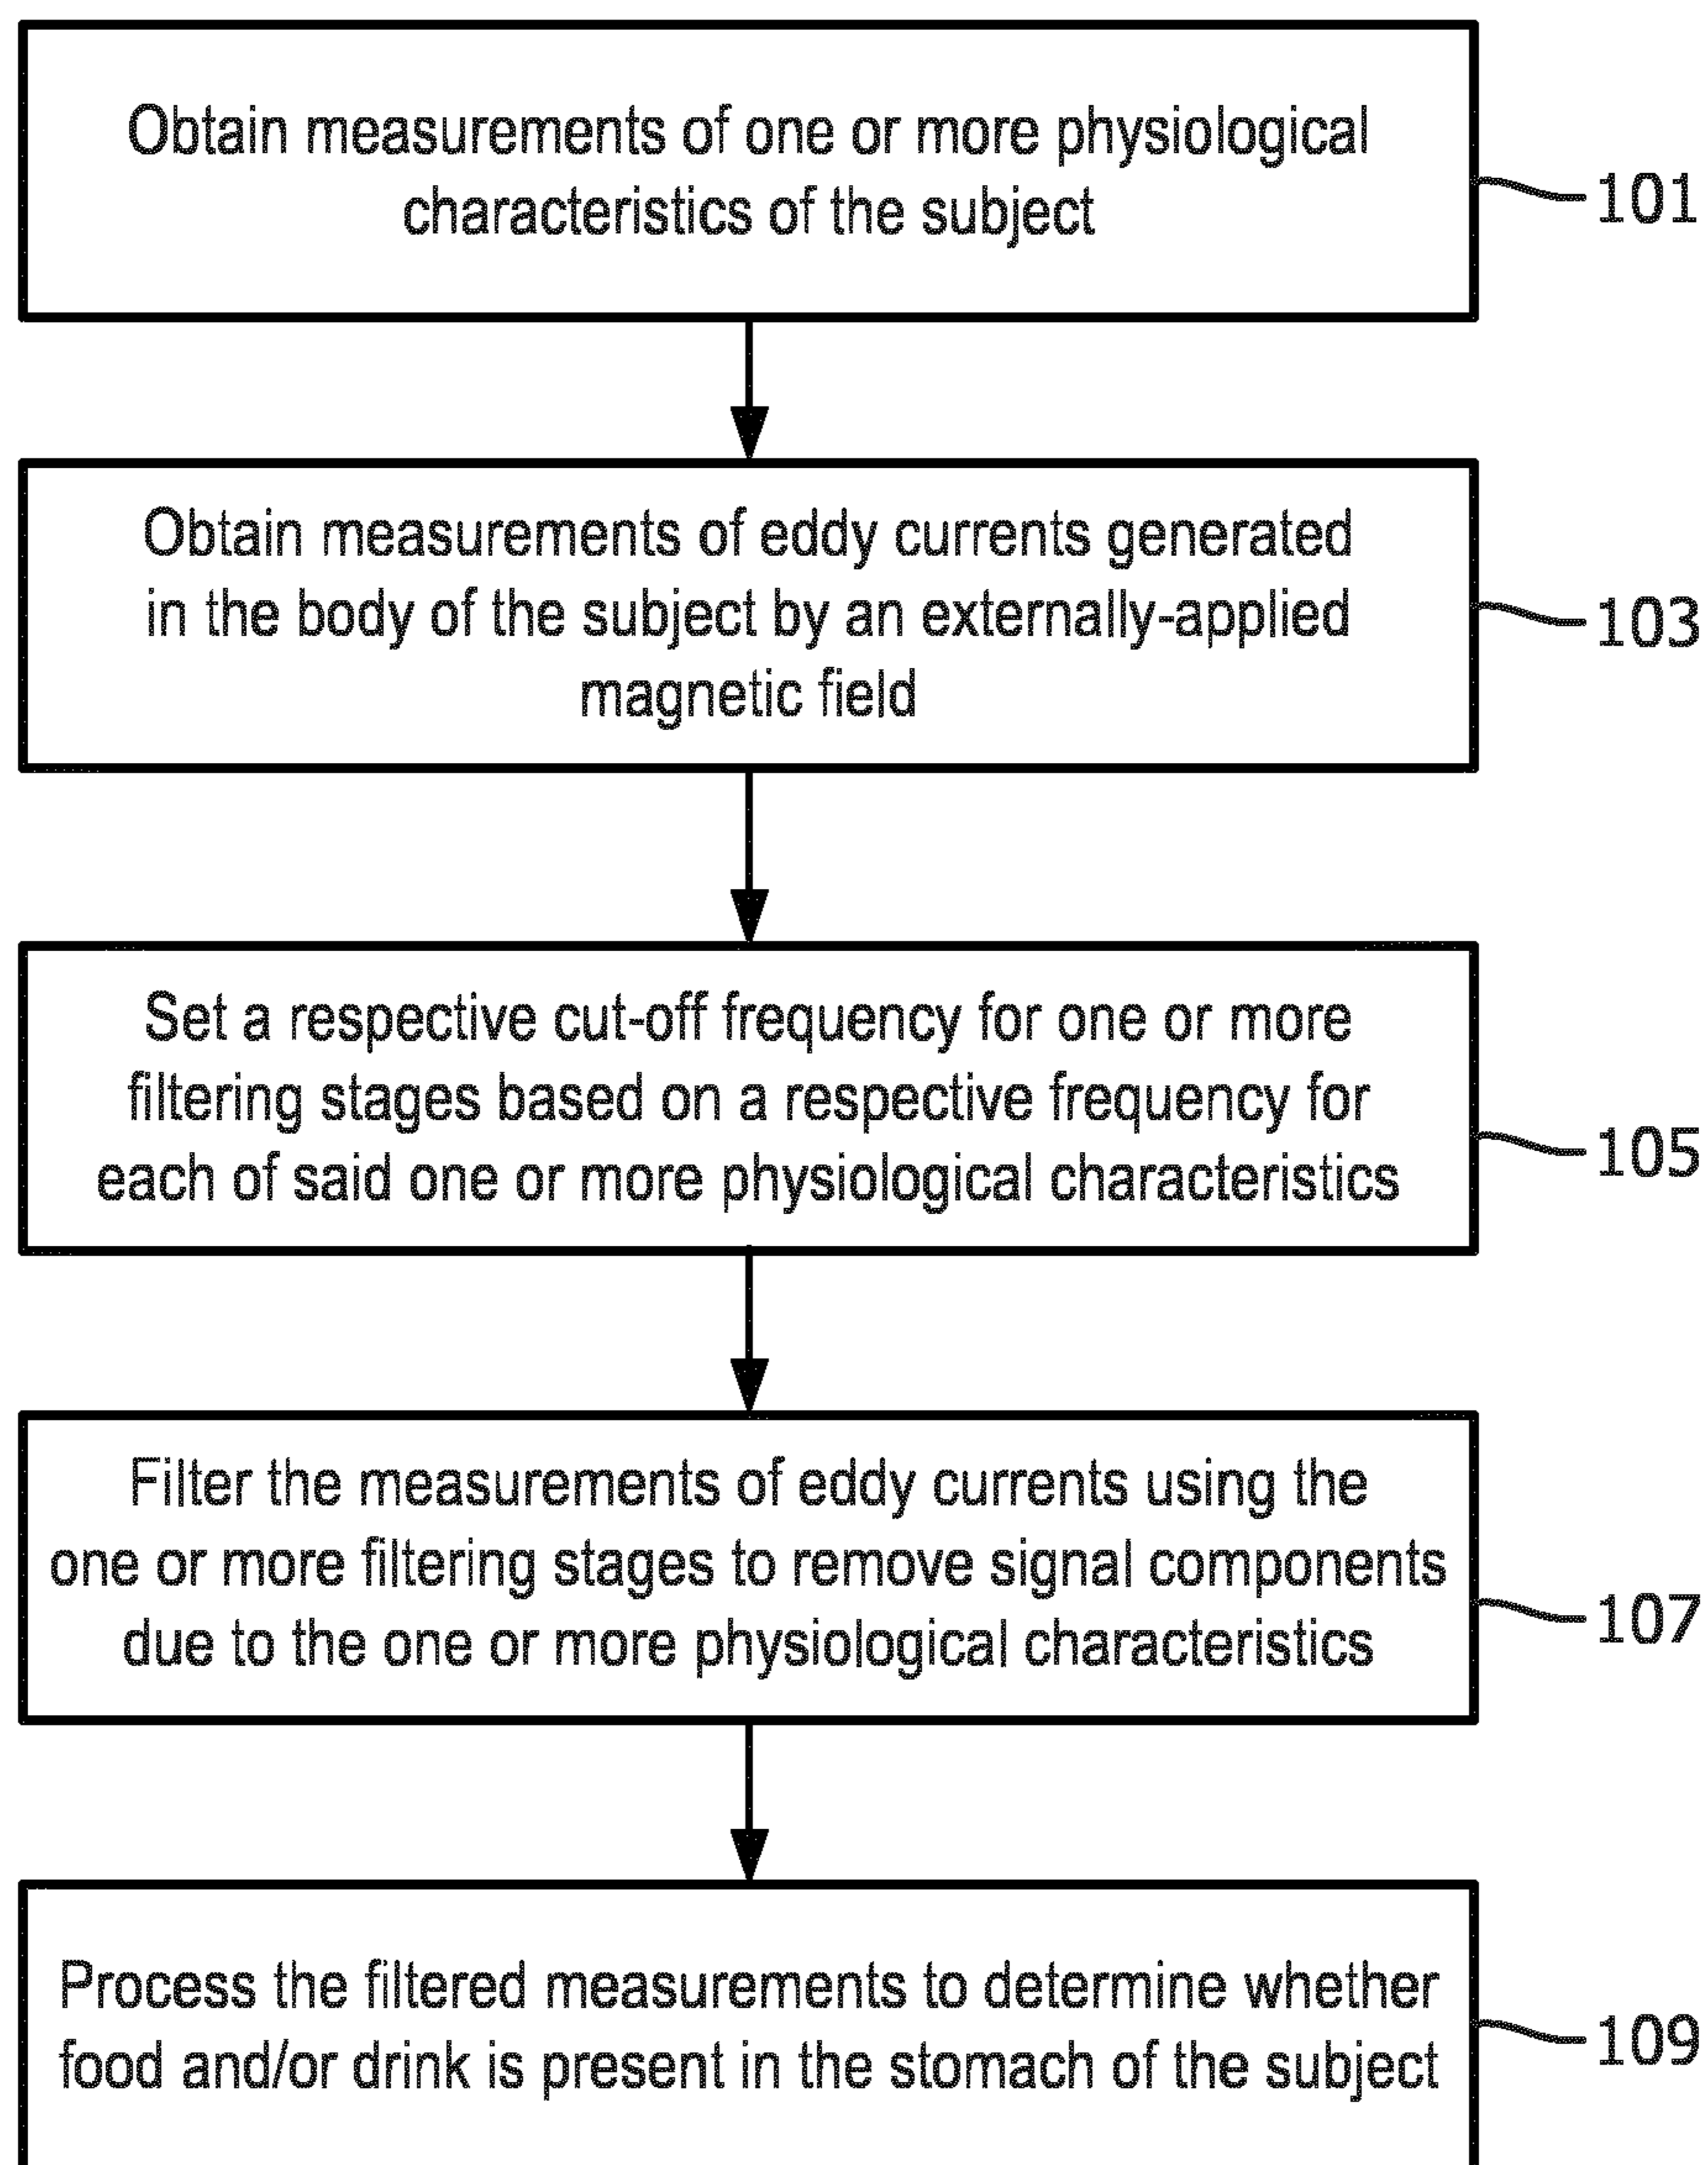 Obtain measurements of one or more physiological
characteristics of the subject
101
Obtain measurements of eddy currents generated
in the body of the subject by an externally-applied
magnetic field
103
Set a respective cut-off frequency for one or more
filtering stages based on a respective frequency for
each of said one or more physiological characteristics
105
Filter the measurements of eddy currents using the
one or more filtering stages to remove signal components
due to the one or more physiological characteristics
107
Process the filtered measurements to determine whether
food and/or drink is present in the stomach of the subject
109